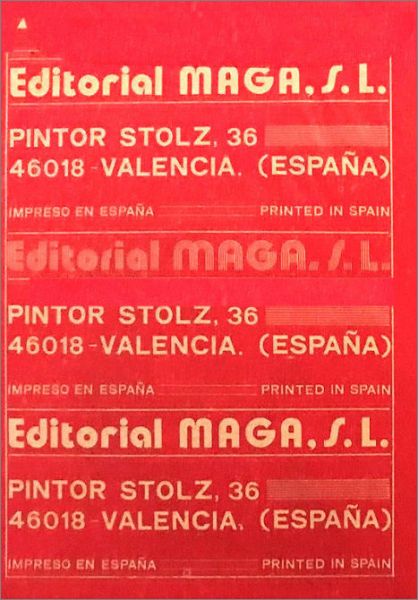 Editorial MAGA, S.L.
PINTOR STOLZ, 36
46018-VALENCIA. (ESPAÑA)
IMPRESO EN ESPAÑA PRINTED IN SPAIN
Editorial MAGA, S.L.
PINTOR STOLZ, 36
46018-VALENCIA. (ESPAÑA)
IMPRESO EN ESPAÑA PRINTED IN SPAIN
Editorial MAGA, S.L.
PINTOR STOLZ, 36
46018-VALENCIA. (ESPAÑA)
IMPRESO EN ESPAÑA PRINTED IN SPAIN